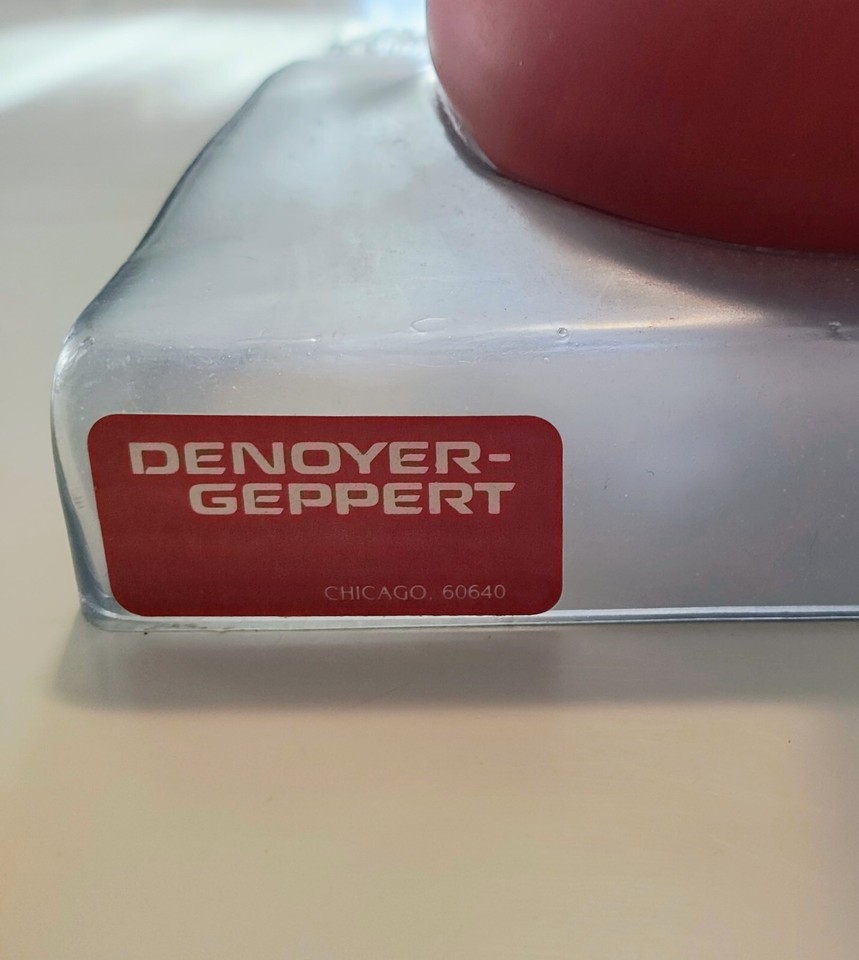 DENOYER-
GEPPERT
CHICAGO, 60640